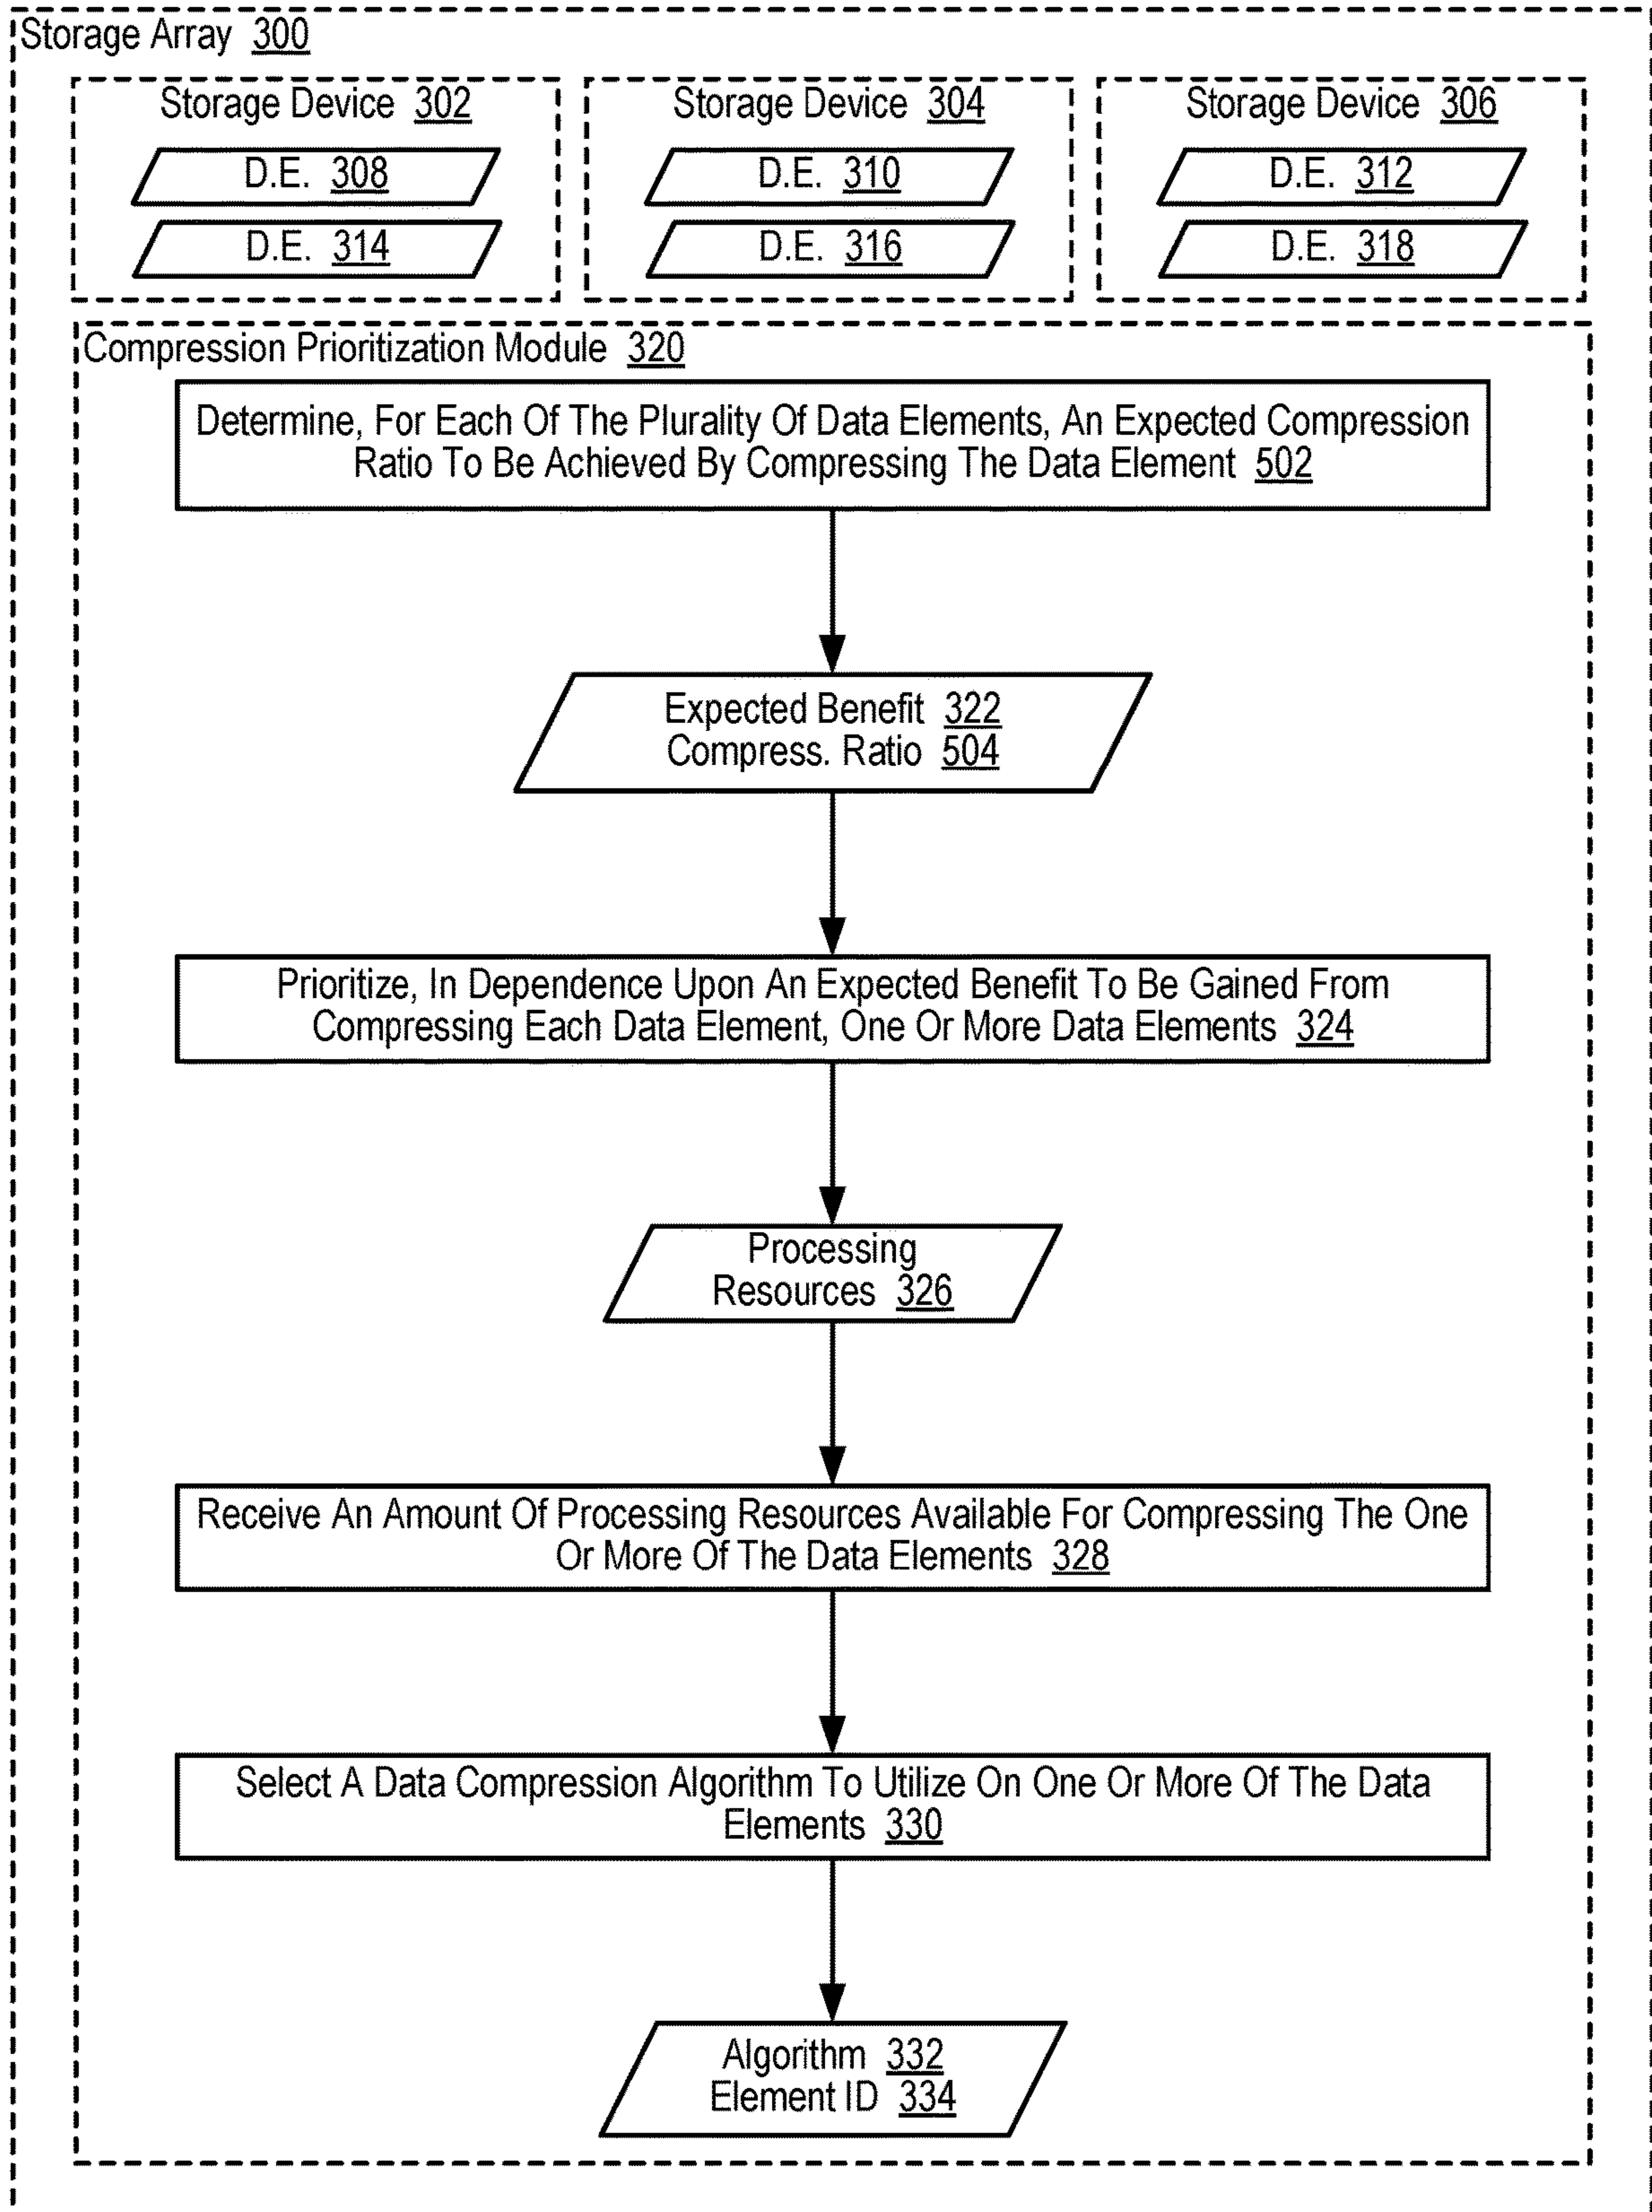 Storage Array 300
Storage Device 302
Storage Device 304
Storage Device 306
D.E. 308
D.E. 310
D.E. 312
D.E. 314
D.E. 316
D.E. 318
Compression Prioritization Module 320
Determine, For Each Of The Plurality Of Data Elements, An Expected Compression
Ratio To Be Achieved By Compressing The Data Element 502
Expected Benefit 322
Compress. Ratio 504
Prioritize, In Dependence Upon An Expected Benefit To Be Gained From
Compressing Each Data Element, One Or More Data Elements 324
Processing
Resources 326
Receive An Amount Of Processing Resources Available For Compressing The One
Or More Of The Data Elements 328
Select A Data Compression Algorithm To Utilize On One Or More Of The Data
Elements 330
Algorithm 332
Element ID 334